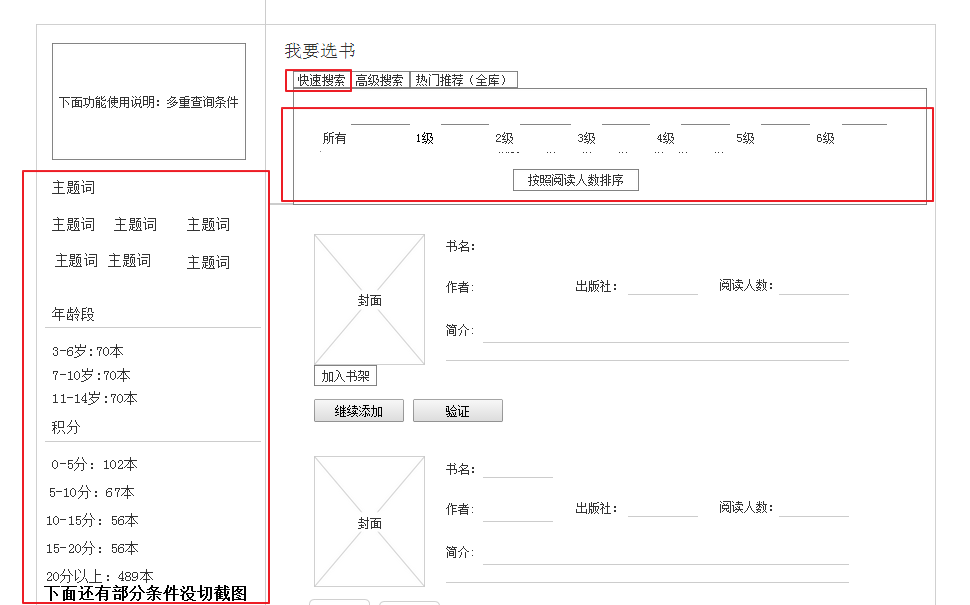 我要选书
快速搜索 高级搜索 热门推荐（全库）
下面功能使用说明：多重查询条件
所有 1级 2级 3级 4级 5级 6级
按照阅读人数排序
主题词
主题词 主题词 主题词
主题词 主题词 主题词
年龄段
3-6岁:70本
7-10岁:70本
11-14岁:70本
积分
0-5分：102本
5-10分：67本
10-15分：56本
15-20分：56本
20分以上：489本
下面还有部分条件没切截图
封面
书名：
作者： 出版社： 阅读人数：
简介：
加入书架
继续添加 验证
封面
书名：
作者： 出版社： 阅读人数：
简介：